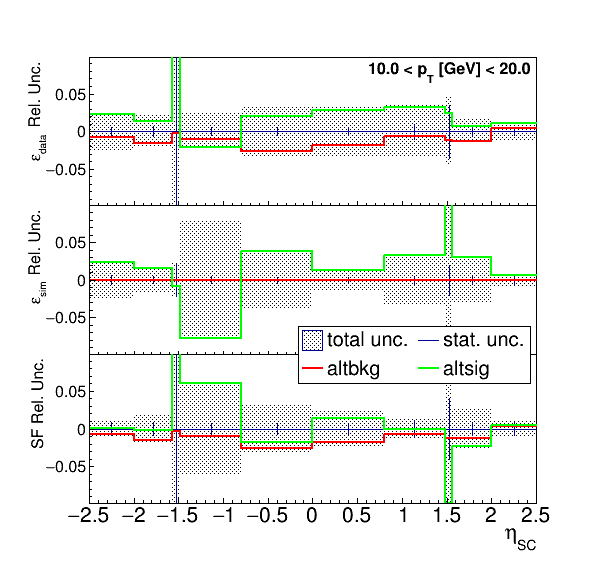 10.0 < p_T [GeV] < 20.0
ε_data Rel. Unc.
0.05
0
−0.05
ε_sim Rel. Unc.
0.05
0
−0.05
total unc. stat. unc.
altbkg altsig
SF Rel. Unc.
0.05
0
−0.05
−2.5 −2 −1.5 −1 −0.5 0 0.5 1 1.5 2 2.5
η_SC